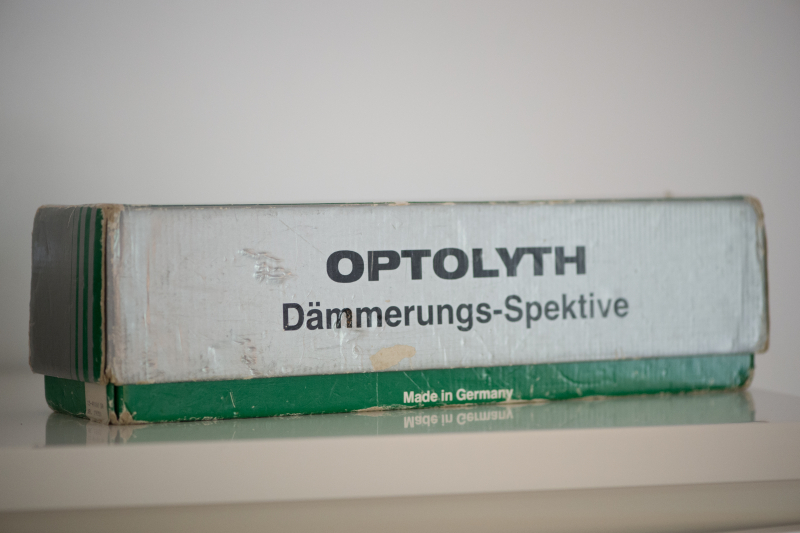 OPTOLYTH
Dämmerungs-Spektive
Made in Germany